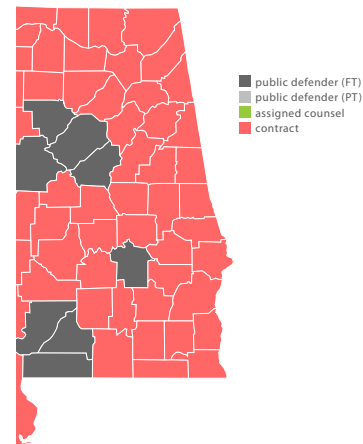 public defender (FT)
public defender (PT)
assigned counsel
contract